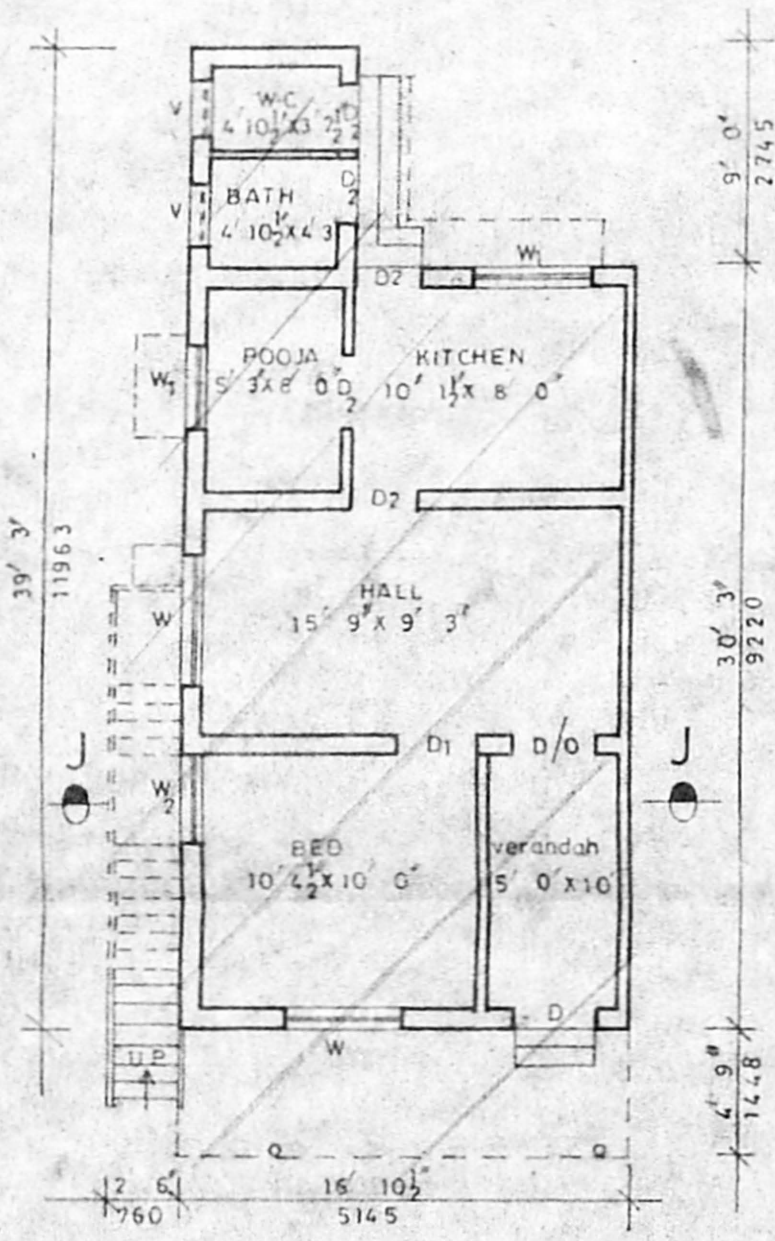 W·C
4' 10½" X 3' 2½"
D2
V
BATH
4' 10½" X 4' 3
D2
V
9' 0"
2745
D2
W1
POOJA
5' 3" X 8' 0"
D2
KITCHEN
10' 1½" X 8' 0"
W1
D2
39' 3"
11963
HALL
15' 9" X 9' 3"
W
30' 3"
9220
D1
D/O
J
J
W2
BED
10' 4½" X 10' 0"
verandah
5' 0" X 10'
D
W
UP
4' 9"
1448
2' 6"
760
16' 10½"
5145